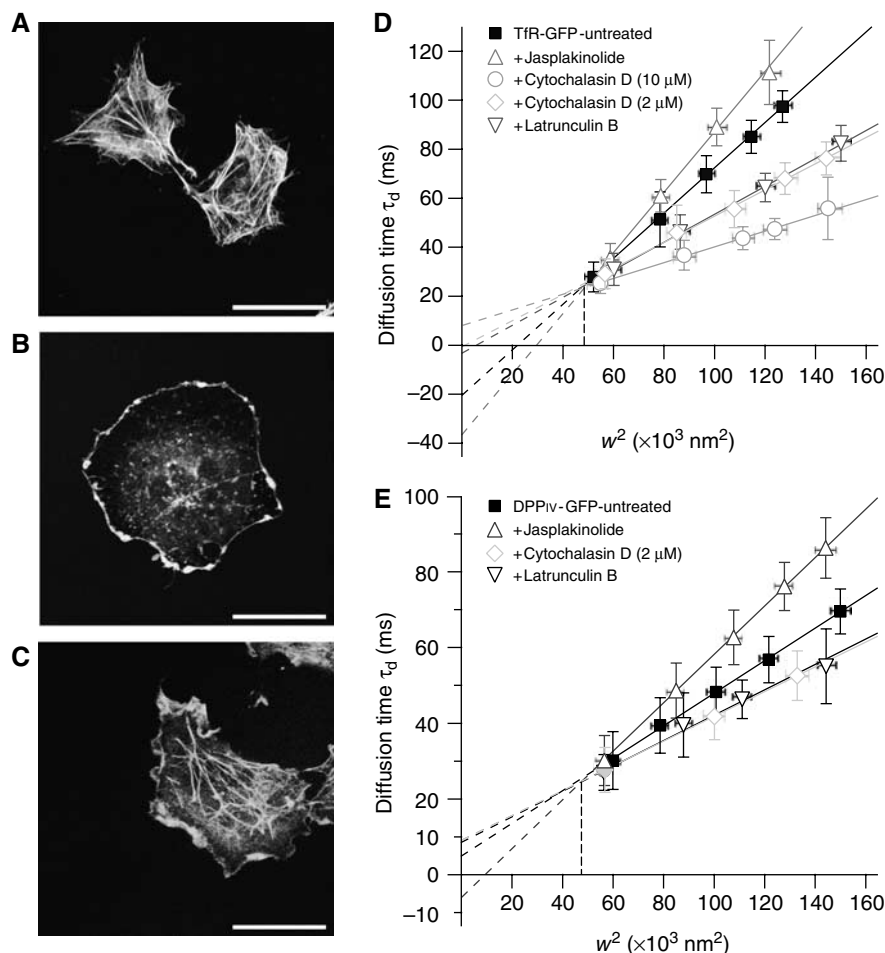 A
B
C
D
TfR-GFP-untreated
+Jasplakinolide
+Cytochalasin D (10 μM)
+Cytochalasin D (2 μM)
+Latrunculin B
Diffusion time τd (ms)
120
100
80
60
40
20
0
−20
−40
20 40 60 80 100 120 140 160
w² (×10³ nm²)
E
DPPIV-GFP-untreated
+Jasplakinolide
+Cytochalasin D (2 μM)
+Latrunculin B
Diffusion time τd (ms)
100
80
60
40
20
10
0
−10
20 40 60 80 100 120 140 160
w² (×10³ nm²)